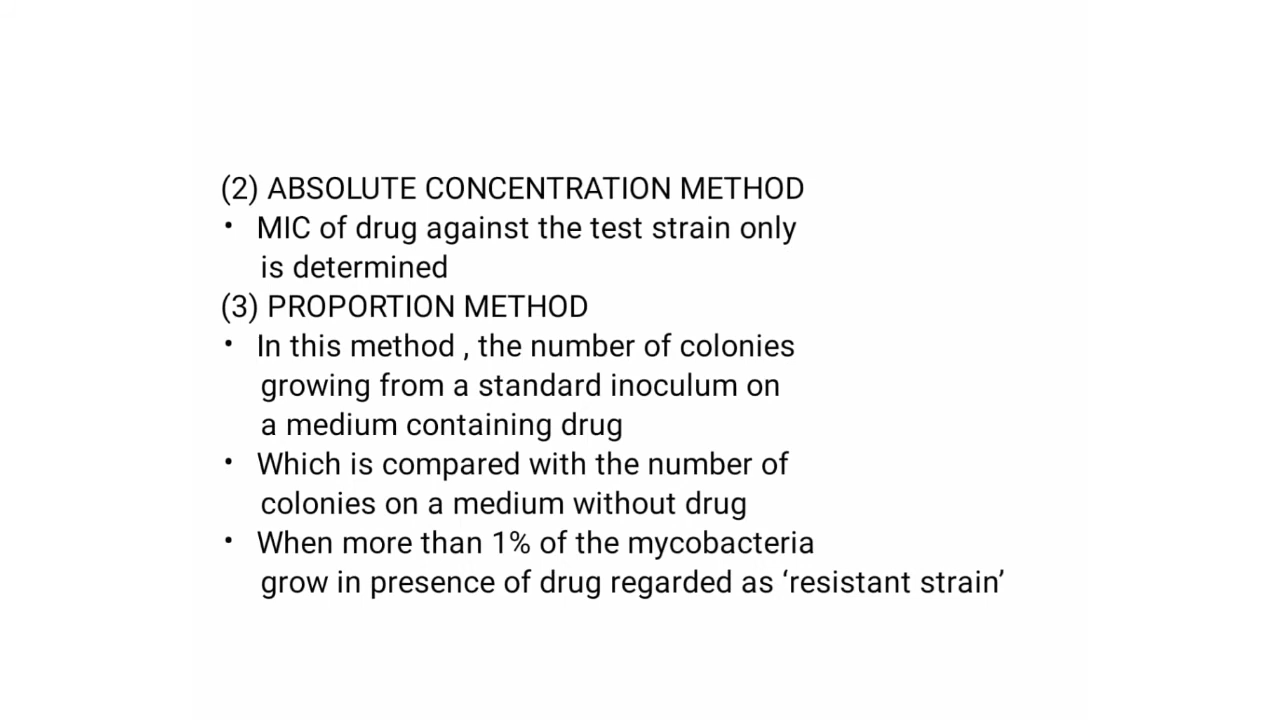 (2) ABSOLUTE CONCENTRATION METHOD
• MIC of drug against the test strain only
is determined
(3) PROPORTION METHOD
• In this method , the number of colonies
growing from a standard inoculum on
a medium containing drug
• Which is compared with the number of
colonies on a medium without drug
• When more than 1% of the mycobacteria
grow in presence of drug regarded as ‘resistant strain’